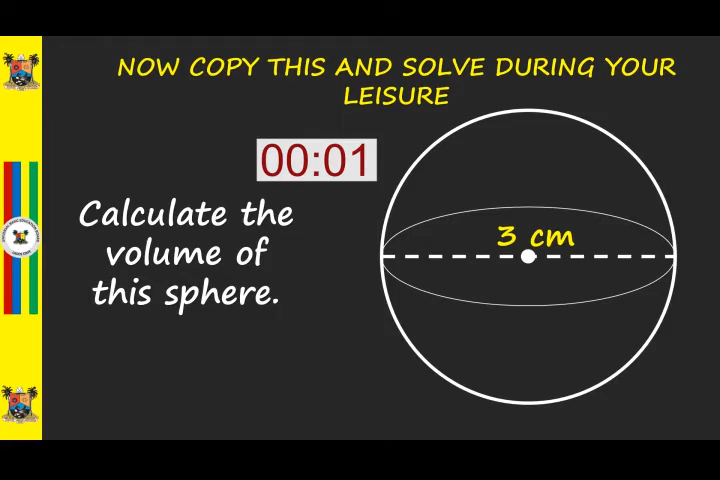 NOW COPY THIS AND SOLVE DURING YOUR
LEISURE
00:01
Calculate the
volume of
this sphere.
3 cm